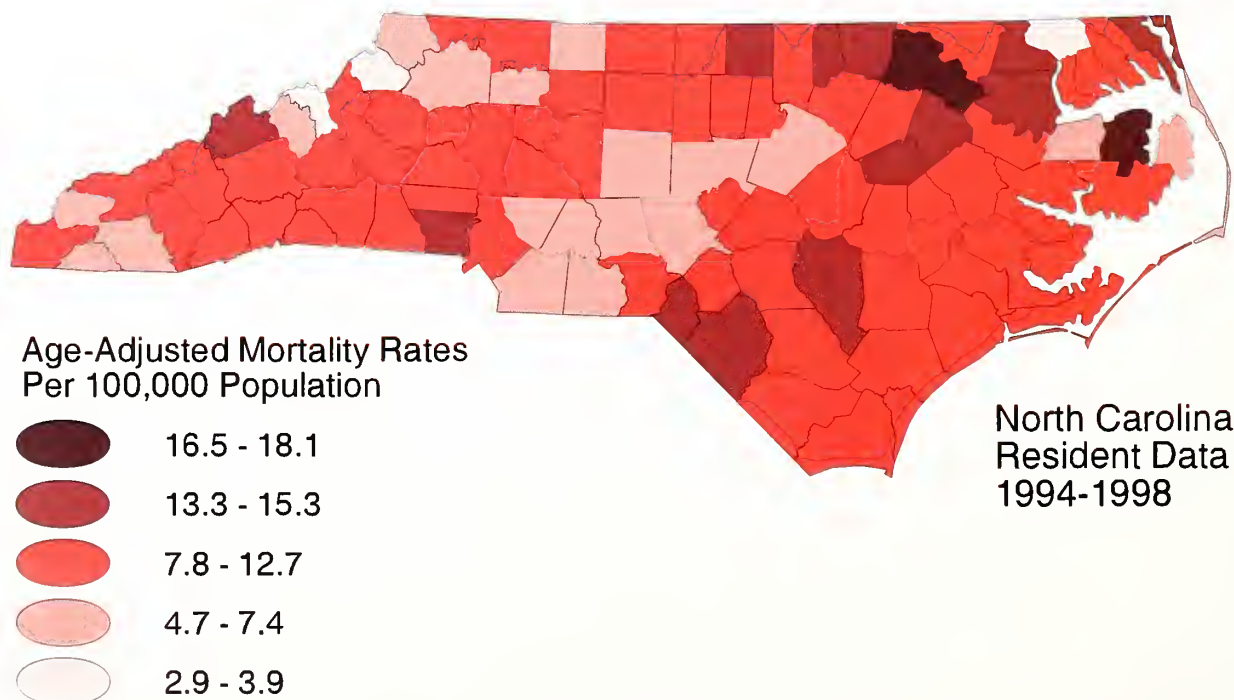 Age-Adjusted Mortality Rates
Per 100,000 Population
16.5 - 18.1
13.3 - 15.3
7.8 - 12.7
4.7 - 7.4
2.9 - 3.9
North Carolina
Resident Data
1994-1998